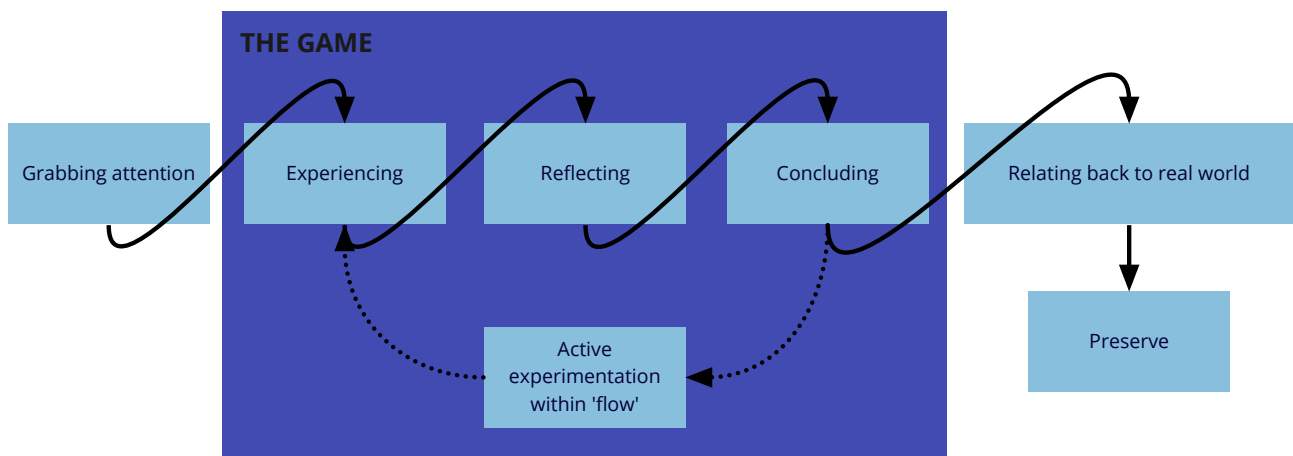 THE GAME
Grabbing attention
Experiencing
Reflecting
Concluding
Relating back to real world
Active
experimentation
within 'flow'
Preserve